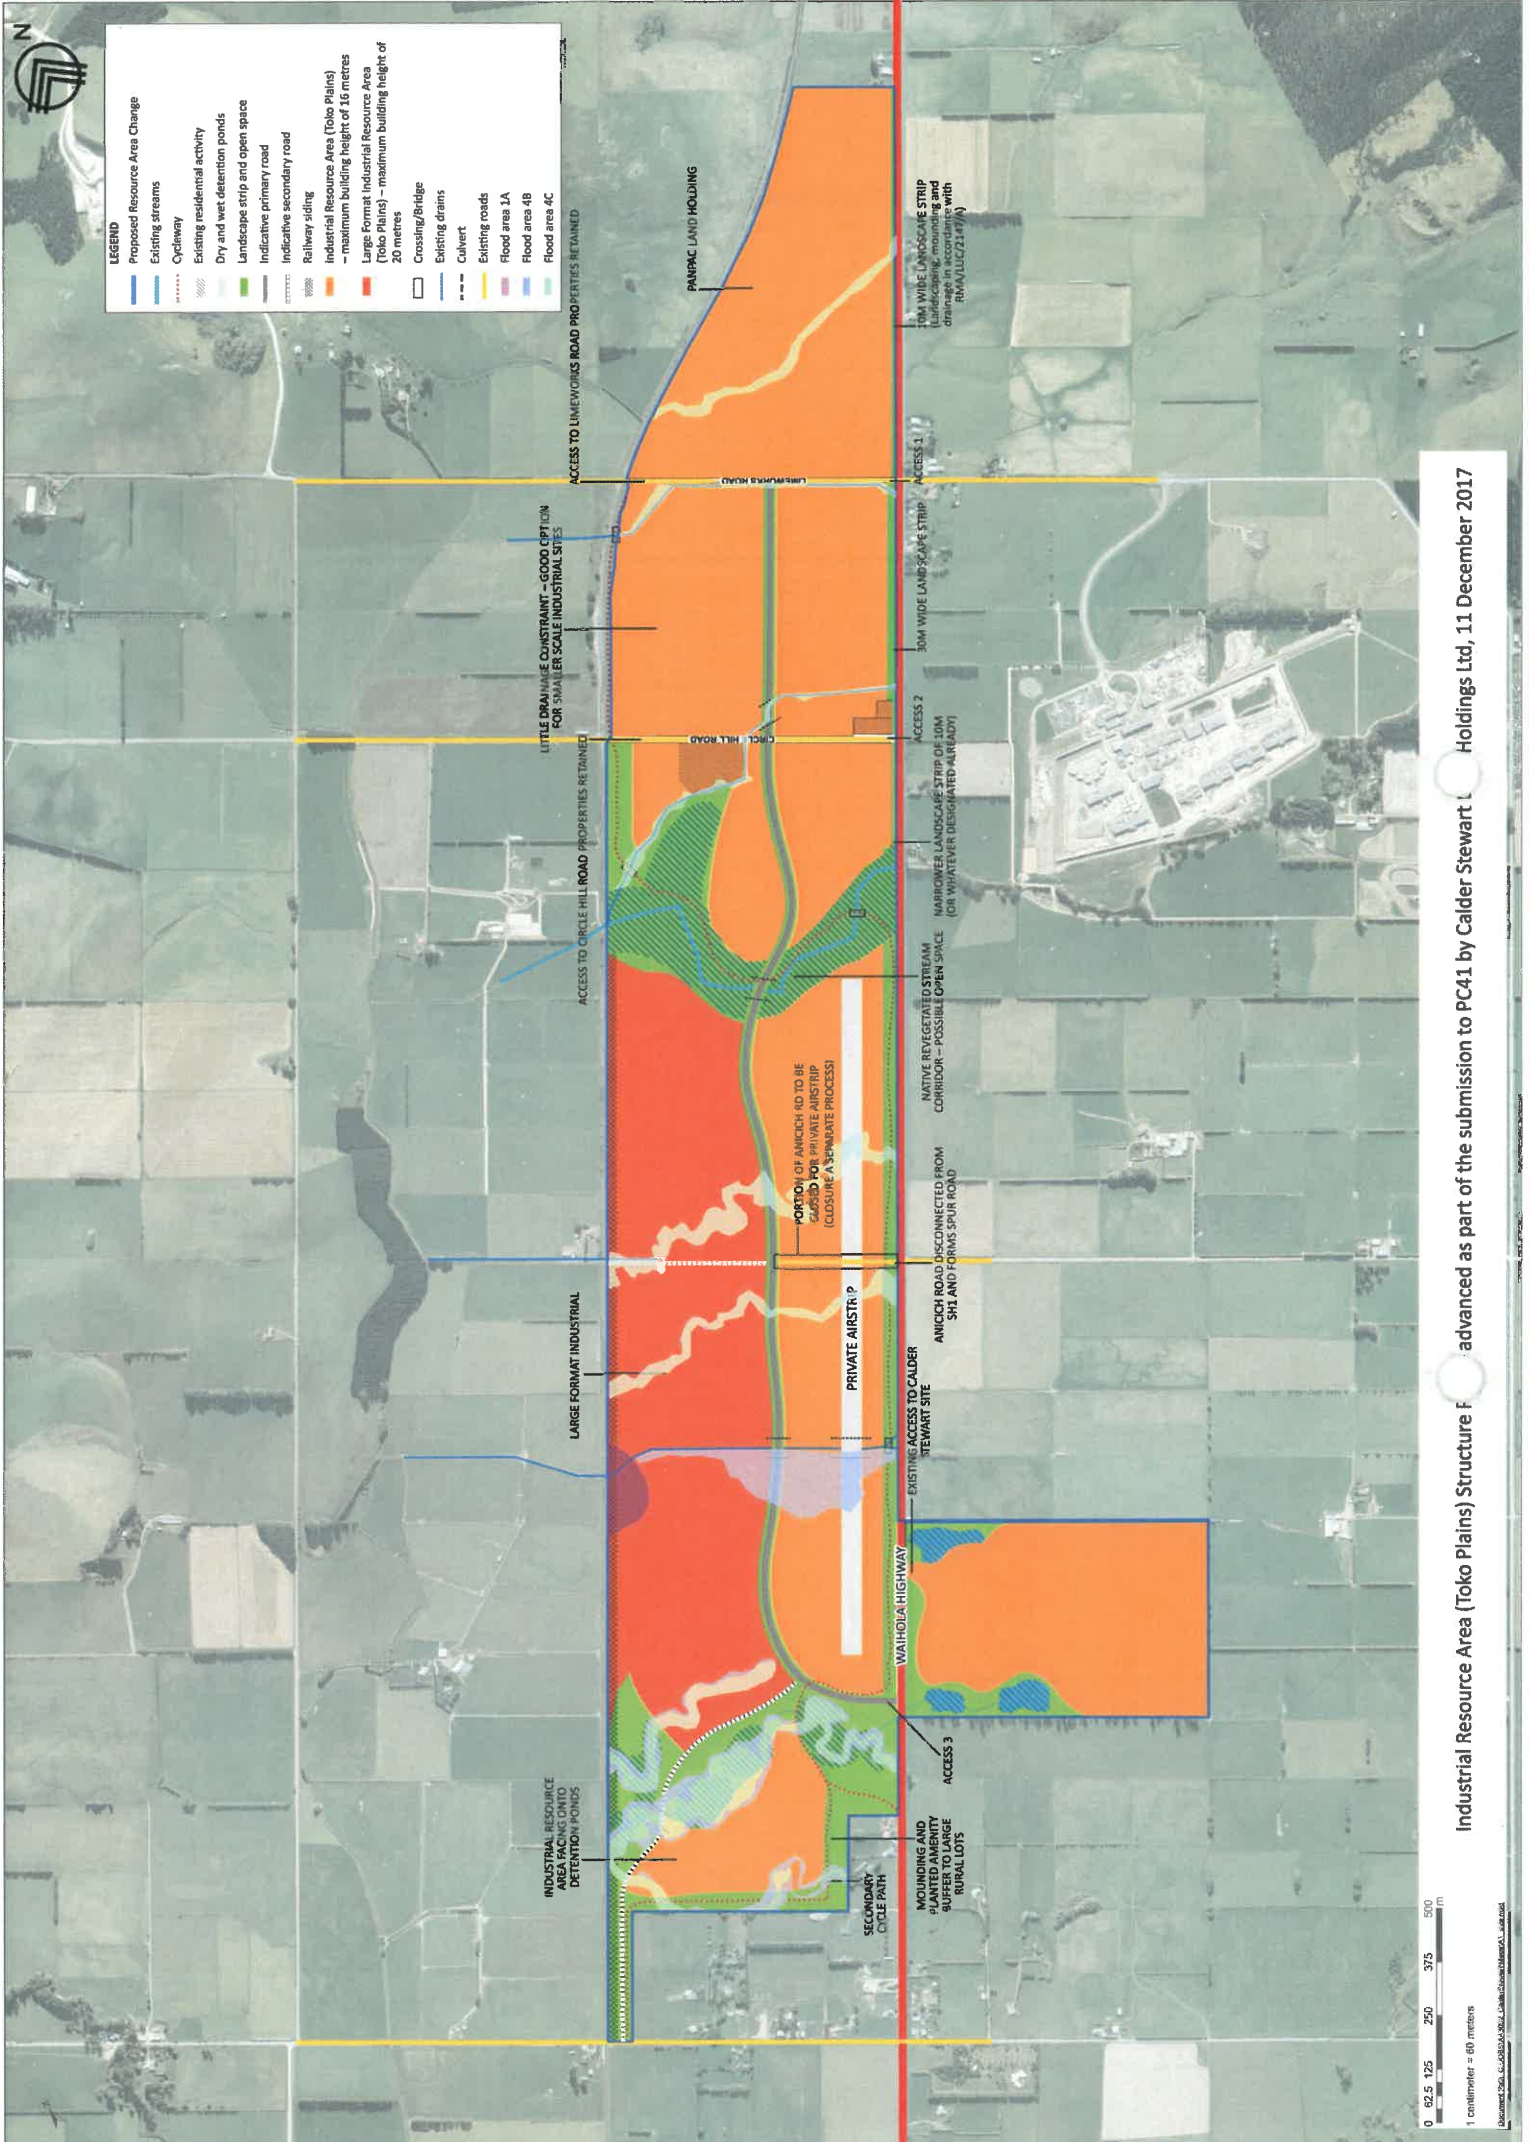 N
LEGEND
Proposed Resource Area Change
Existing streams
Cycleway
Existing residential activity
Dry and wet detention ponds
Landscape strip and open space
Indicative primary road
Indicative secondary road
Railway siding
Industrial Resource Area (Toko Plains)
– maximum building height of 16 metres
Large Format Industrial Resource Area
(Toko Plains) – maximum building height of
20 metres
Crossing/Bridge
Existing drains
Culvert
Existing roads
Flood area 1A
Flood area 4B
Flood area 4C
INDUSTRIAL RESOURCE
AREA FACING ONTO
DETENTION PONDS
LARGE FORMAT INDUSTRIAL
ACCESS TO CIRCLE HILL ROAD PROPERTIES RETAINED
LITTLE DRAINAGE CONSTRAINT – GOOD OPTION
FOR SMALLER SCALE INDUSTRIAL SITES
ACCESS TO LIMEWORKS ROAD PROPERTIES RETAINED
PANPAC LAND HOLDING
CIRCLE HILL ROAD
LIMEWORKS ROAD
PORTION OF ANICICH RD TO BE
CLOSED FOR PRIVATE AIRSTRIP
(CLOSURE A SEPARATE PROCESS)
PRIVATE AIRSTRIP
WAIHOLA HIGHWAY
SECONDARY
CYCLE PATH
MOUNDING AND
PLANTED AMENITY
BUFFER TO LARGE
RURAL LOTS
ACCESS 3
EXISTING ACCESS TO CALDER
STEWART SITE
ANICICH ROAD DISCONNECTED FROM
SH1 AND FORMS SPUR ROAD
NATIVE REVEGETATED STREAM
CORRIDOR – POSSIBLE OPEN SPACE
NARROWER LANDSCAPE STRIP OF 10M
(OR WHATEVER DESIGNATED ALREADY)
ACCESS 2
30M WIDE LANDSCAPE STRIP
ACCESS 1
10M WIDE LANDSCAPE STRIP
(Landscaping, mounding and
drainage in accordance with
RMA/LUC/2147/A)
0 62.5 125 250 375 500
m
1 centimeter = 60 meters
Industrial Resource Area (Toko Plains) Structure advanced as part of the submission to PC41 by Calder Stewart Holdings Ltd, 11 December 2017